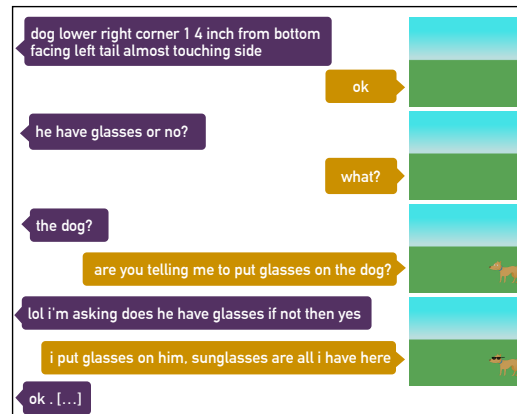 dog lower right corner 1 4 inch from bottom
facing left tail almost touching side
ok
he have glasses or no?
what?
the dog?
are you telling me to put glasses on the dog?
lol i'm asking does he have glasses if not then yes
i put glasses on him, sunglasses are all i have here
ok . [...]